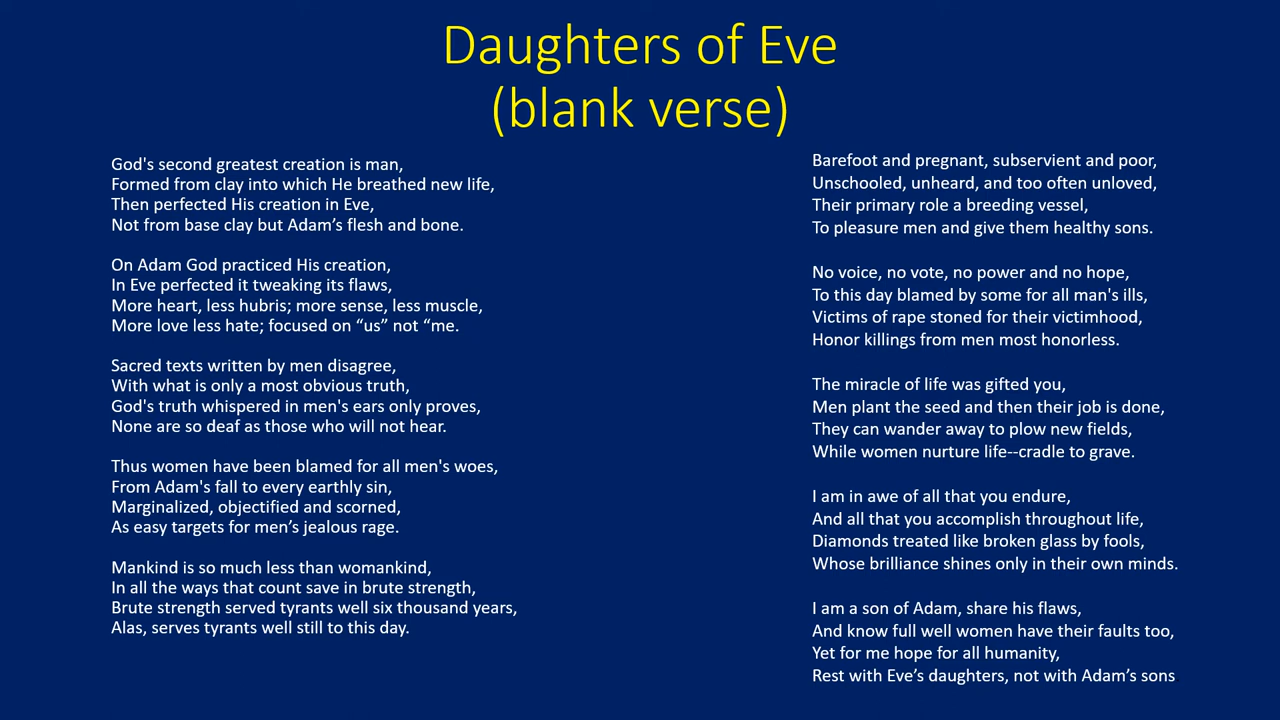 Daughters of Eve
(blank verse)
God's second greatest creation is man,
Formed from clay into which He breathed new life,
Then perfected His creation in Eve,
Not from base clay but Adam’s flesh and bone.
On Adam God practiced His creation,
In Eve perfected it tweaking its flaws,
More heart, less hubris; more sense, less muscle,
More love less hate; focused on “us” not “me.
Sacred texts written by men disagree,
With what is only a most obvious truth,
God's truth whispered in men's ears only proves,
None are so deaf as those who will not hear.
Thus women have been blamed for all men's woes,
From Adam's fall to every earthly sin,
Marginalized, objectified and scorned,
As easy targets for men’s jealous rage.
Mankind is so much less than womankind,
In all the ways that count save in brute strength,
Brute strength served tyrants well six thousand years,
Alas, serves tyrants well still to this day.
Barefoot and pregnant, subservient and poor,
Unschooled, unheard, and too often unloved,
Their primary role a breeding vessel,
To pleasure men and give them healthy sons.
No voice, no vote, no power and no hope,
To this day blamed by some for all man's ills,
Victims of rape stoned for their victimhood,
Honor killings from men most honorless.
The miracle of life was gifted you,
Men plant the seed and then their job is done,
They can wander away to plow new fields,
While women nurture life--cradle to grave.
I am in awe of all that you endure,
And all that you accomplish throughout life,
Diamonds treated like broken glass by fools,
Whose brilliance shines only in their own minds.
I am a son of Adam, share his flaws,
And know full well women have their faults too,
Yet for me hope for all humanity,
Rest with Eve’s daughters, not with Adam’s sons